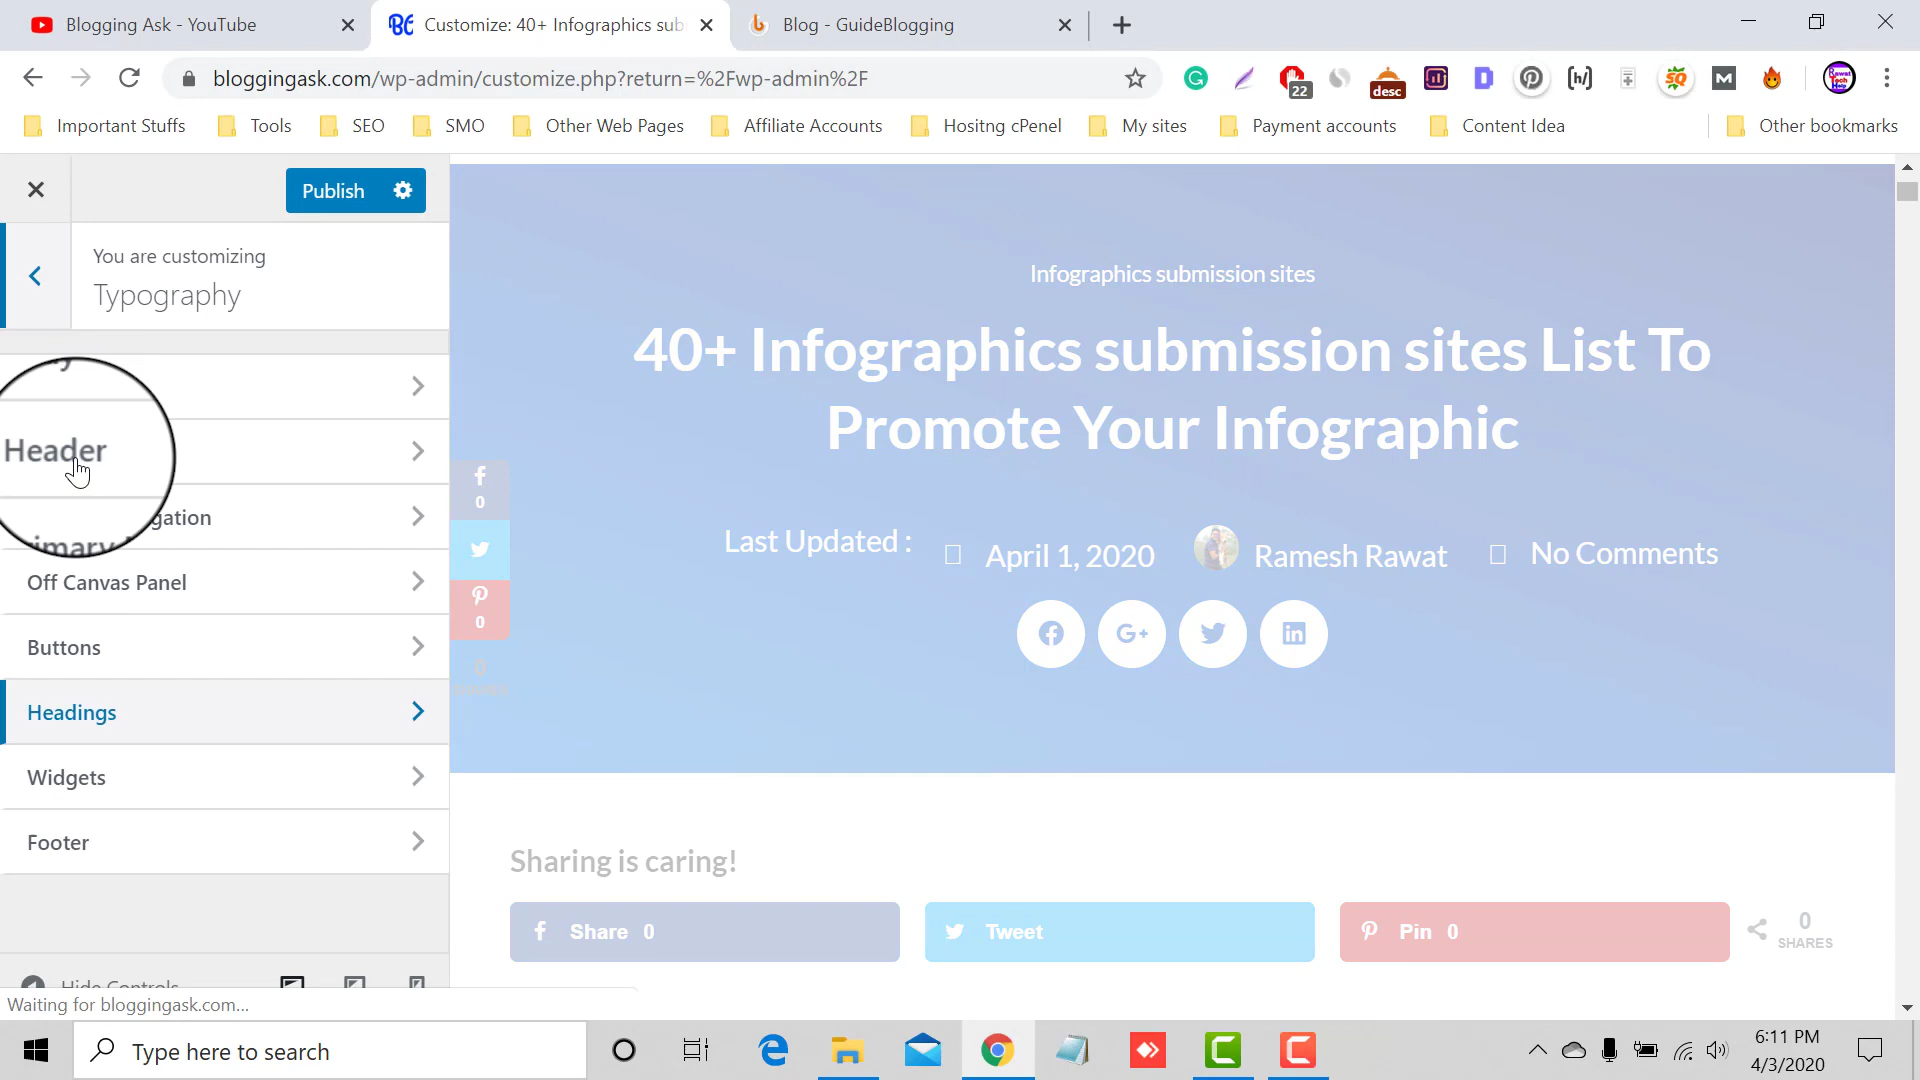 Blogging Ask - YouTube
Customize: 40+ Infographics sub
Blog - GuideBlogging
bloggingask.com/wp-admin/customize.php?return=%2Fwp-admin%2F
22
desc
Important Stuffs
Tools
SEO
SMO
Other Web Pages
Affiliate Accounts
Hositng cPenel
My sites
Payment accounts
Content Idea
Other bookmarks
Publish
You are customizing
Typography
Header
Off Canvas Panel
Buttons
Headings
Widgets
Footer
Hide Controls
Waiting for bloggingask.com...
Infographics submission sites
40+ Infographics submission sites List To
Promote Your Infographic
Last Updated :
April 1, 2020
Ramesh Rawat
No Comments
0
0
0
SHARES
Sharing is caring!
Share 0
Tweet
Pin 0
0
SHARES
Type here to search
6:11 PM
4/3/2020